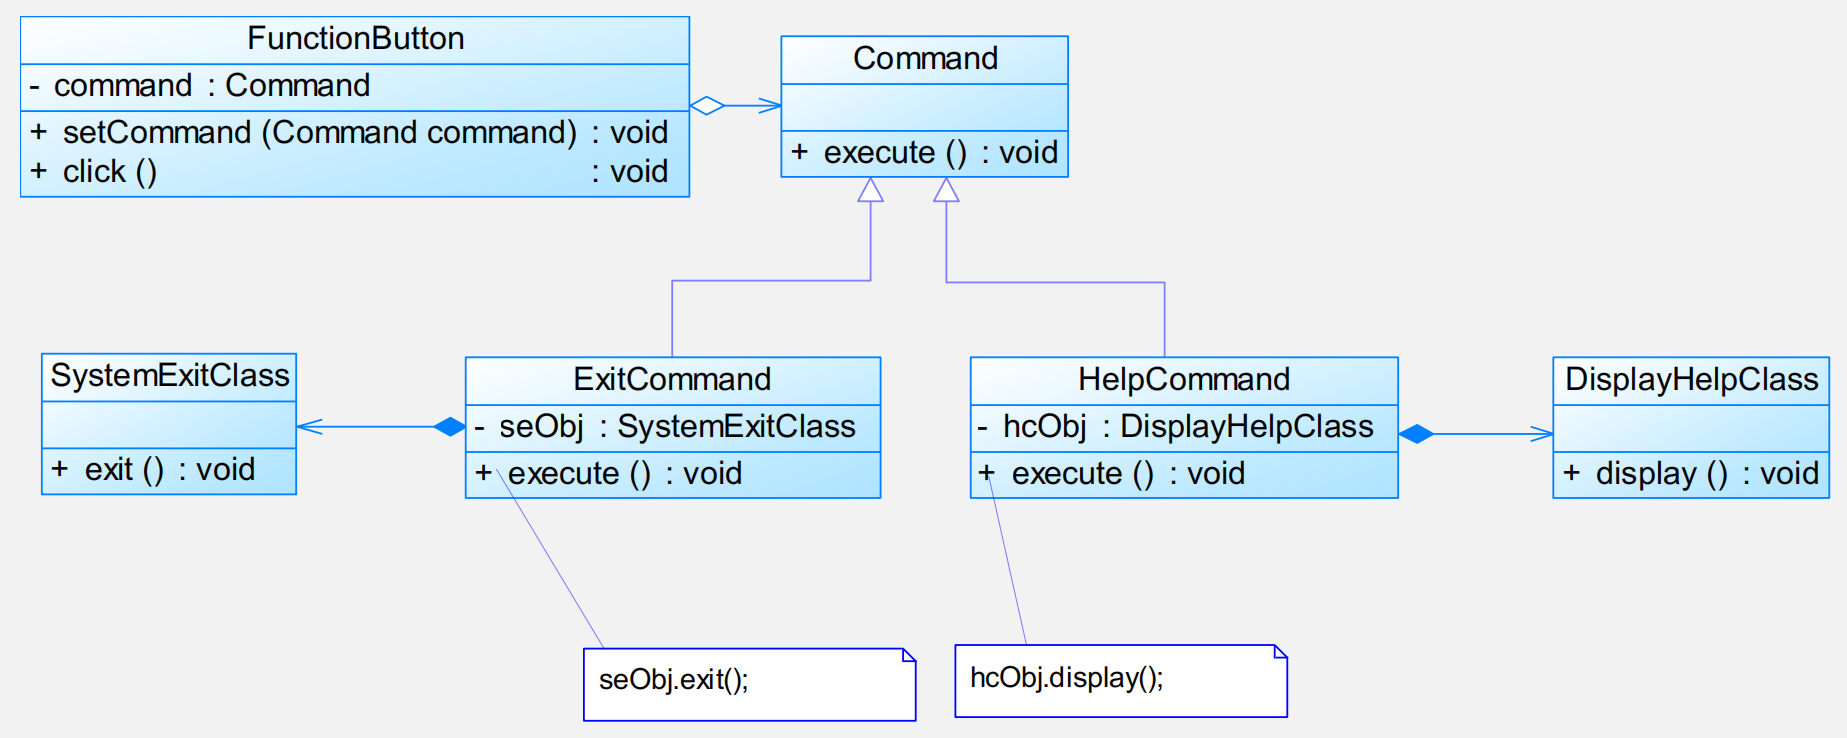 FunctionButton
- command : Command
+ setCommand (Command command) : void
+ click () : void
Command
+ execute () : void
SystemExitClass
+ exit () : void
ExitCommand
- seObj : SystemExitClass
+ execute () : void
HelpCommand
- hcObj : DisplayHelpClass
+ execute () : void
DisplayHelpClass
+ display () : void
seObj.exit();
hcObj.display();